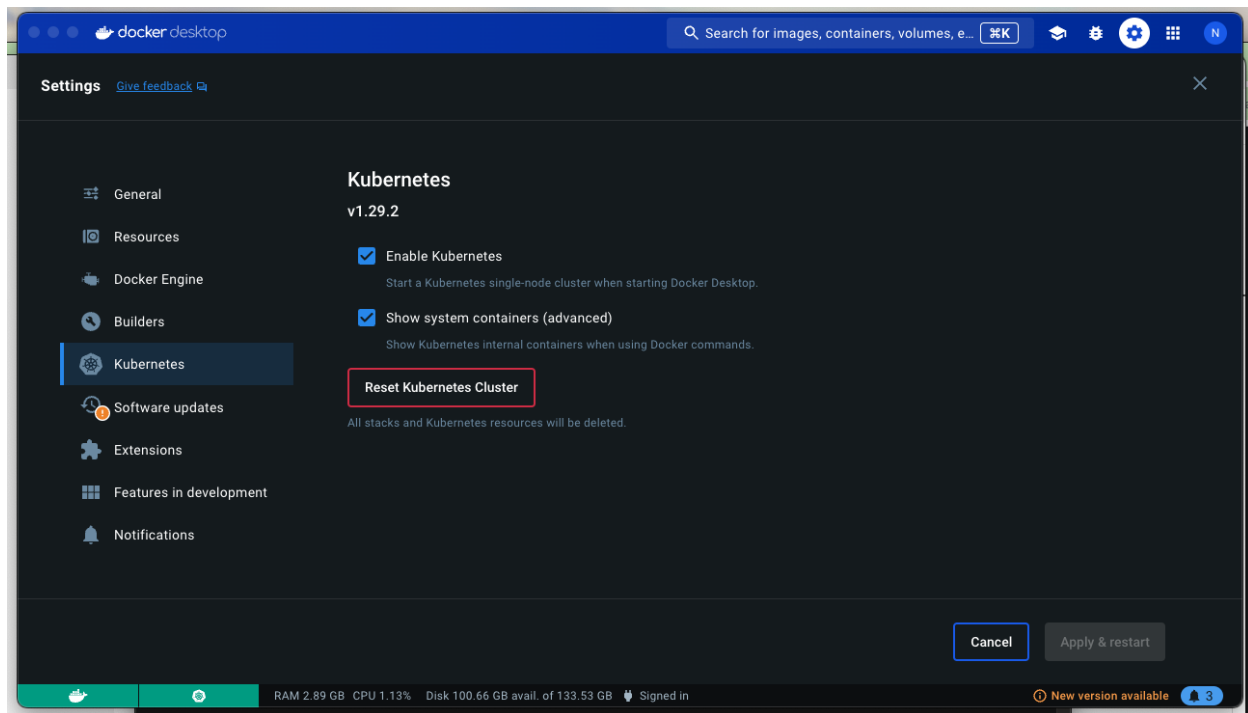 docker desktop
Search for images, containers, volumes, e... ⌘K
N
Settings Give feedback
General
Resources
Docker Engine
Builders
Kubernetes
Software updates
Extensions
Features in development
Notifications
Kubernetes
v1.29.2
Enable Kubernetes
Start a Kubernetes single-node cluster when starting Docker Desktop.
Show system containers (advanced)
Show Kubernetes internal containers when using Docker commands.
Reset Kubernetes Cluster
All stacks and Kubernetes resources will be deleted.
Cancel Apply & restart
RAM 2.89 GB CPU 1.13% Disk 100.66 GB avail. of 133.53 GB Signed in New version available 3